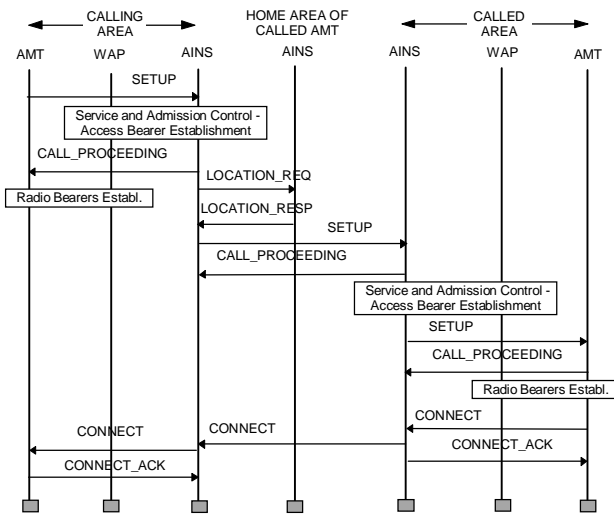 CALLING
AREA
HOME AREA OF
CALLED AMT
CALLED
AREA
AMT
WAP
AINS
AINS
AINS
WAP
AMT
SETUP
Service and Admission Control -
Access Bearer Establishment
CALL_PROCEEDING
LOCATION_REQ
Radio Bearers Establ.
LOCATION_RESP
SETUP
CALL_PROCEEDING
Service and Admission Control -
Access Bearer Establishment
SETUP
CALL_PROCEEDING
Radio Bearers Establ.
CONNECT
CONNECT
CONNECT
CONNECT_ACK
CONNECT_ACK